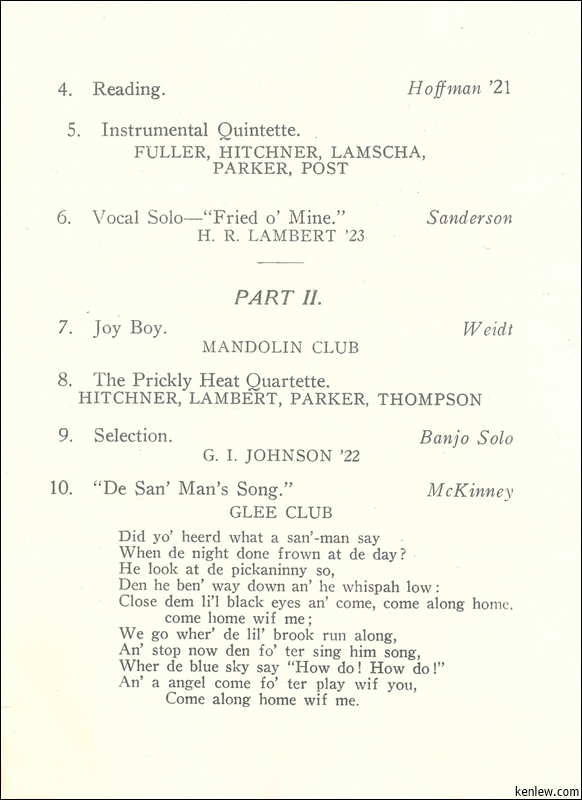 4. Reading. Hoffman '21
5. Instrumental Quintette.
FULLER, HITCHNER, LAMSCHA,
PARKER, POST
6. Vocal Solo—“Fried o' Mine.” Sanderson
H. R. LAMBERT '23
PART II.
7. Joy Boy. Weidt
MANDOLIN CLUB
8. The Prickly Heat Quartette.
HITCHNER, LAMBERT, PARKER, THOMPSON
9. Selection. Banjo Solo
G. I. JOHNSON '22
10. “De San' Man's Song.” McKinney
GLEE CLUB
Did yo' heerd what a san'-man say
When de night done frown at de day?
He look at de pickaninny so,
Den he ben' way down an' he whispah low:
Close dem li'l black eyes an' come, come along home,
come home wif me;
We go wher' de lil' brook run along,
An' stop now den fo' ter sing him song,
Wher de blue sky say “How do! How do!”
An' a angel come fo' ter play wif you,
Come along home wif me.
kenlew.com